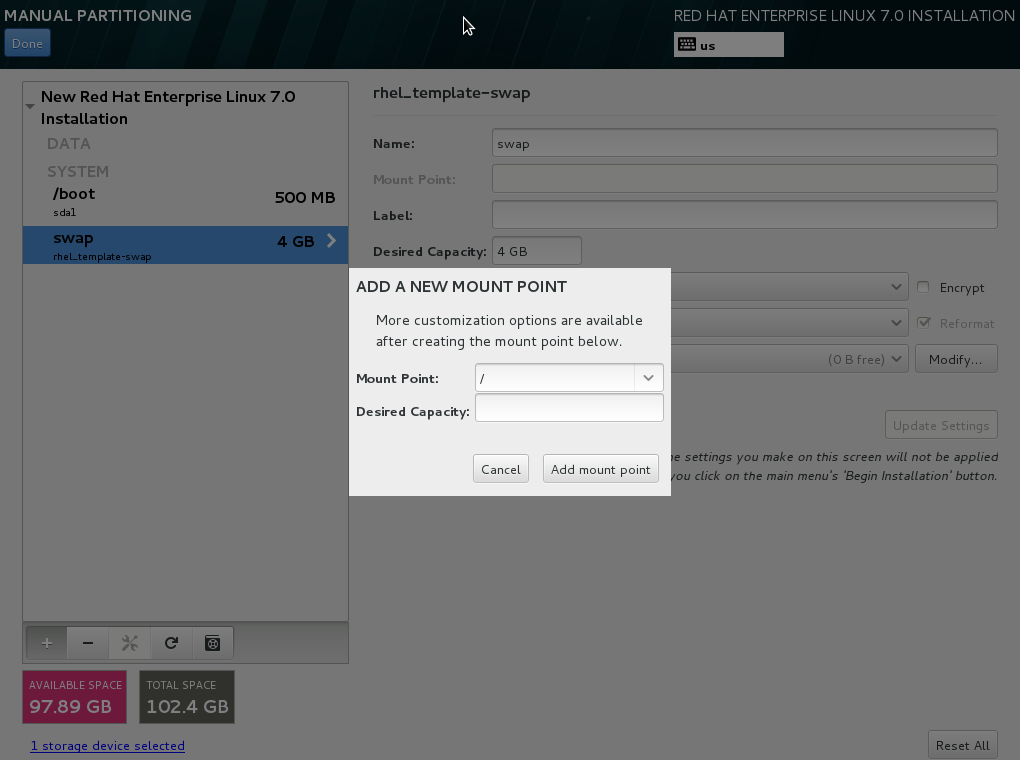 MANUAL PARTITIONING
RED HAT ENTERPRISE LINUX 7.0 INSTALLATION
Done
us
New Red Hat Enterprise Linux 7.0
Installation
DATA
SYSTEM
/boot
500 MB
sda1
swap
4 GB
rhel_template-swap
rhel_template-swap
Name:
swap
Mount Point:
Label:
Desired Capacity:
4 GB
Encrypt
Reformat
(0 B free)
Modify...
Update Settings
e settings you make on this screen will not be applied
you click on the main menu's 'Begin Installation' button.
ADD A NEW MOUNT POINT
More customization options are available
after creating the mount point below.
Mount Point:
/
Desired Capacity:
Cancel
Add mount point
AVAILABLE SPACE
97.89 GB
TOTAL SPACE
102.4 GB
1 storage device selected
Reset All